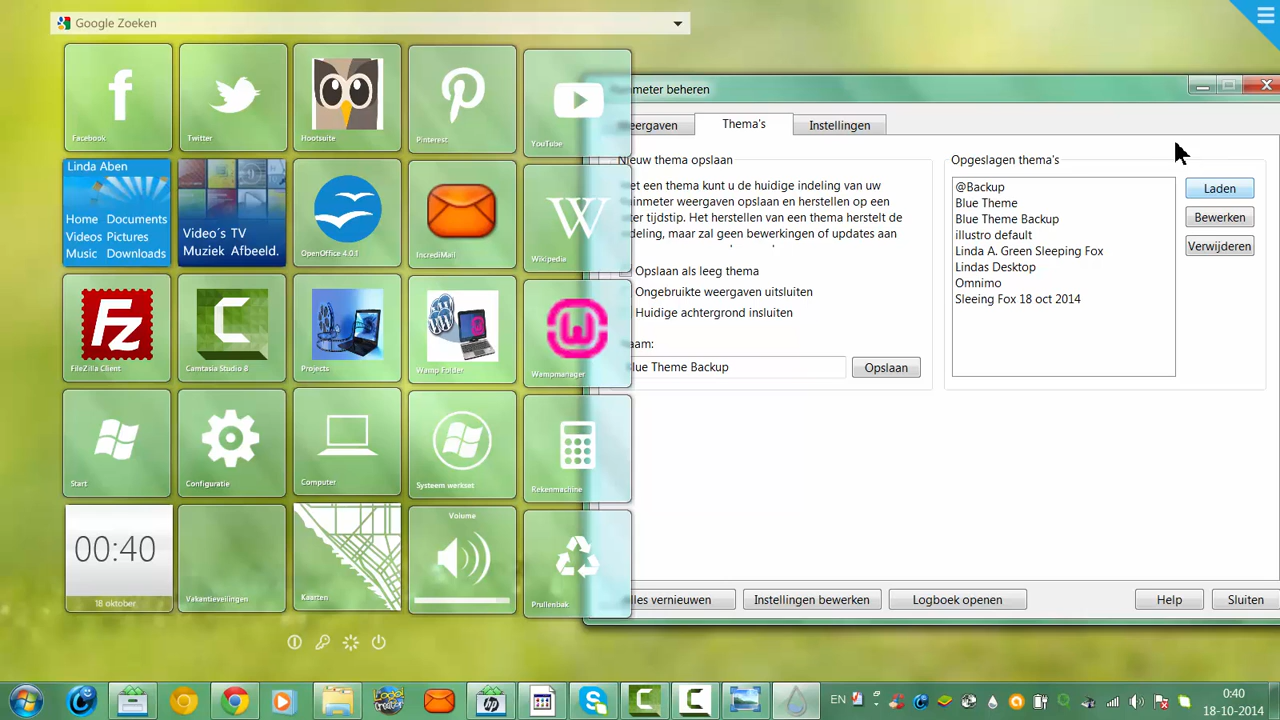 Google Zoeken
Facebook
Twitter
Hootsuite
Pinterest
YouTube
Linda Aben
Home Documents
Videos Pictures
Music Downloads
Video´s TV
Muziek Afbeeld.
OpenOffice 4.0.1
IncrediMail
W
Wikipedia
Fz
FileZilla Client
Camtasia Studio 8
Projects
Wamp Folder
Wampmanager
Start
Configuratie
Computer
Systeem werkset
Rekenmachine
00:40
18 oktober
Vakantieveilingen
Kaarten
Volume
Prullenbak
nmeter beheren
eergaven
Thema's
Instellingen
Nieuw thema opslaan
et een thema kunt u de huidige indeling van uw
ainmeter weergaven opslaan en herstellen op een
ter tijdstip. Het herstellen van een thema herstelt de
deling, maar zal geen bewerkingen of updates aan
Opslaan als leeg thema
Ongebruikte weergaven uitsluiten
Huidige achtergrond insluiten
aam:
lue Theme Backup
Opslaan
Opgeslagen thema's
@Backup
Blue Theme
Blue Theme Backup
illustro default
Linda A. Green Sleeping Fox
Lindas Desktop
Omnimo
Sleeing Fox 18 oct 2014
Laden
Bewerken
Verwijderen
lles vernieuwen
Instellingen bewerken
Logboek openen
Help
Sluiten
EN
0:40
18-10-2014